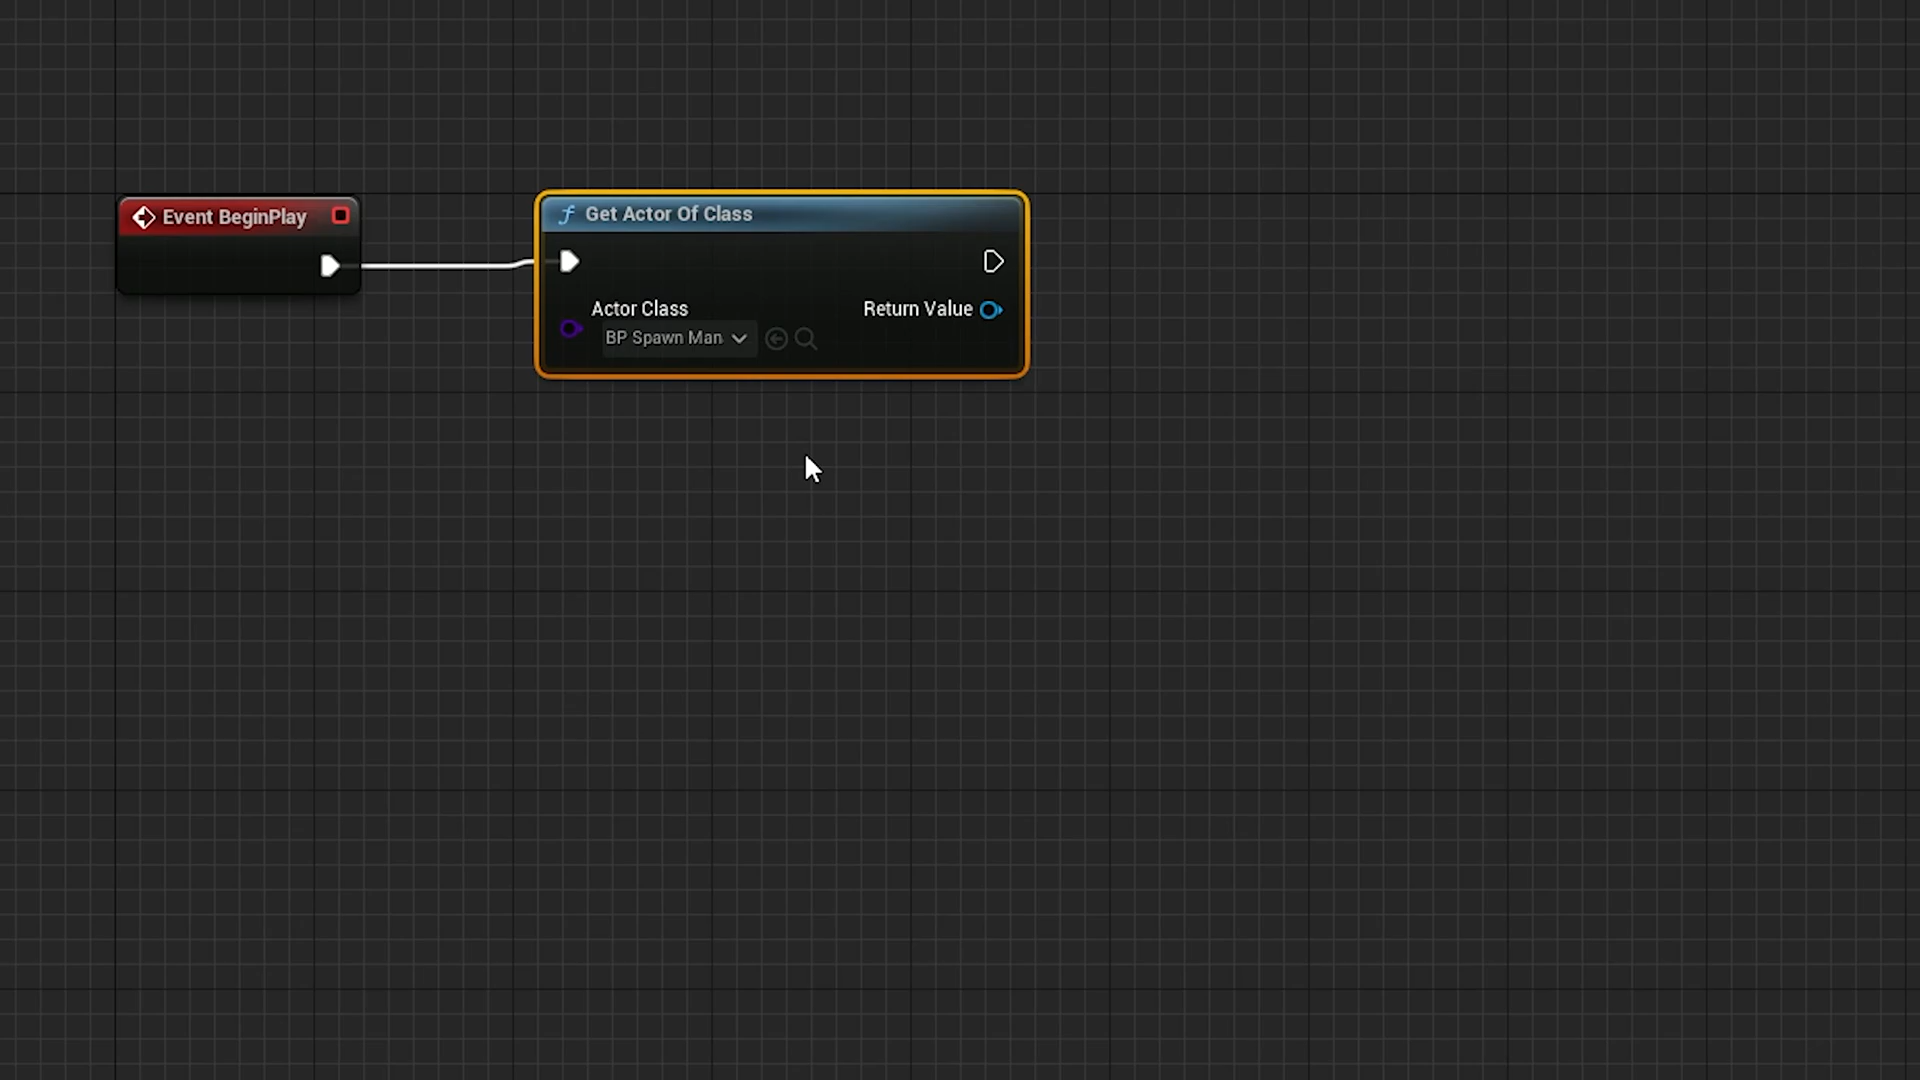 Event BeginPlay
Get Actor Of Class
Actor Class
Return Value
BP Spawn Man